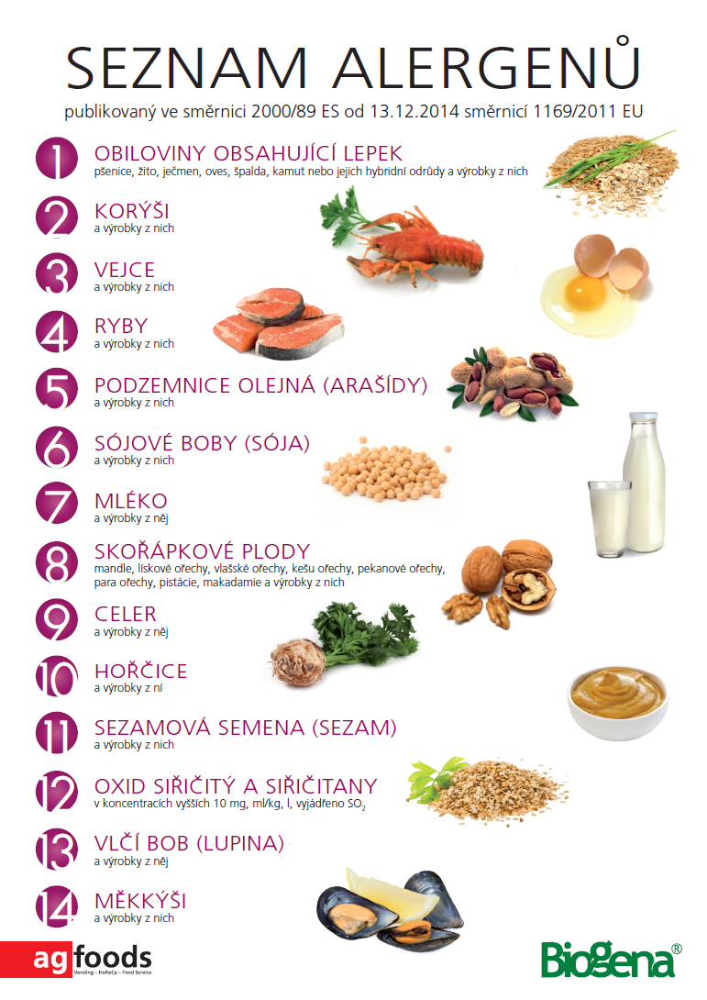 SEZNAM ALERGENŮ
publikovaný ve směrnici 2000/89 ES od 13.12.2014 směrnicí 1169/2011 EU
1 OBILOVINY OBSAHUJÍCÍ LEPEK
pšenice, žito, ječmen, oves, špalda, kamut nebo jejich hybridní odrůdy a výrobky z nich
2 KORÝŠI
a výrobky z nich
3 VEJCE
a výrobky z nich
4 RYBY
a výrobky z nich
5 PODZEMNICE OLEJNÁ (ARAŠÍDY)
a výrobky z nich
6 SÓJOVÉ BOBY (SÓJA)
a výrobky z nich
7 MLÉKO
a výrobky z něj
8 SKOŘÁPKOVÉ PLODY
mandle, lískové ořechy, vlašské ořechy, kešu ořechy, pekanové ořechy,
para ořechy, pistácie, makadamie a výrobky z nich
9 CELER
a výrobky z něj
10 HOŘČICE
a výrobky z ní
11 SEZAMOVÁ SEMENA (SEZAM)
a výrobky z nich
12 OXID SIŘIČITÝ A SIŘIČITANY
v koncentracích vyšších 10 mg, ml/kg, l, vyjádřeno SO₂
13 VLČÍ BOB (LUPINA)
a výrobky z něj
14 MĚKKÝŠI
a výrobky z nich
agfoods
Vending – HoReCa – Food Service
Biogena®